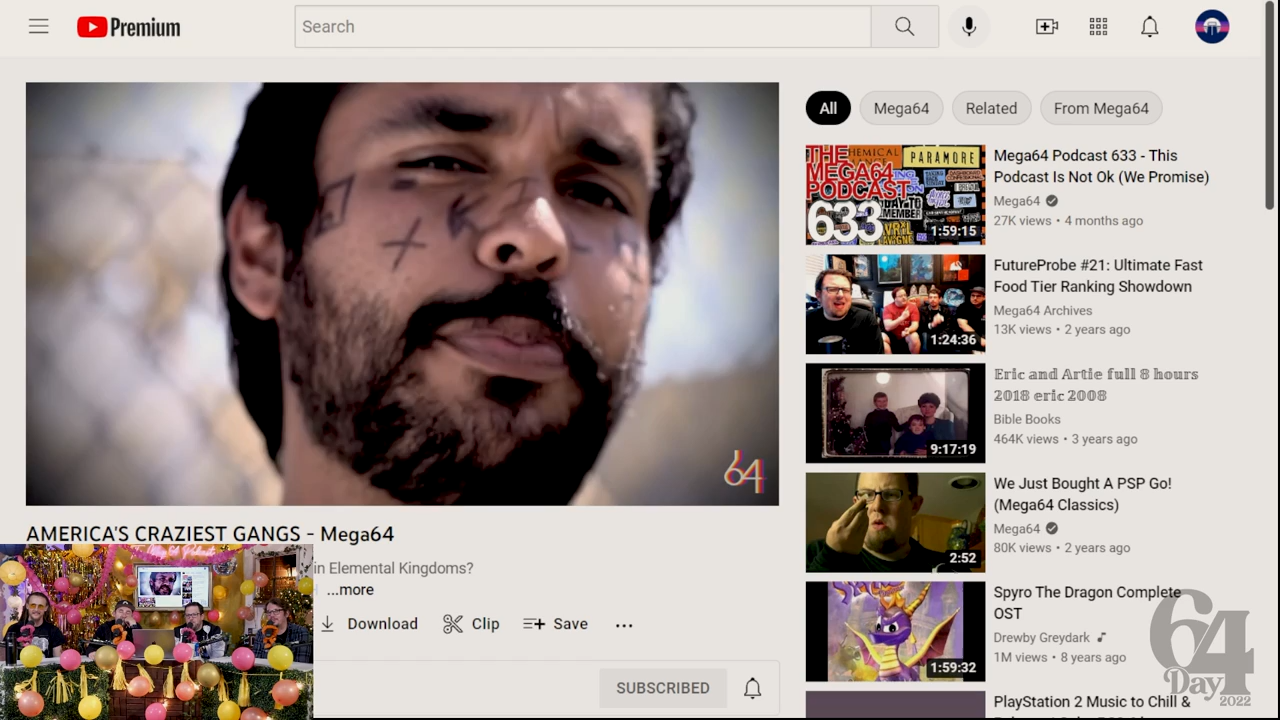 Premium
Search
All
Mega64
Related
From Mega64
64
AMERICA'S CRAZIEST GANGS - Mega64
in Elemental Kingdoms?
...more
Download
Clip
Save
SUBSCRIBED
THE
MEGA64
PODCAST
633
PARAMORE
1:59:15
Mega64 Podcast 633 - This
Podcast Is Not Ok (We Promise)
Mega64
27K views • 4 months ago
1:24:36
FutureProbe #21: Ultimate Fast
Food Tier Ranking Showdown
Mega64 Archives
13K views • 2 years ago
9:17:19
𝔼𝕣𝕚𝕔 𝕒𝕟𝕕 𝔸𝕣𝕥𝕚𝕖 𝕗𝕦𝕝𝕝 𝟠 𝕙𝕠𝕦𝕣𝕤
𝟚𝟘𝟙𝟠 𝕖𝕣𝕚𝕔 𝟚𝟘𝟘𝟠
Bible Books
464K views • 3 years ago
2:52
We Just Bought A PSP Go!
(Mega64 Classics)
Mega64
80K views • 2 years ago
1:59:32
Spyro The Dragon Complete
OST
Drewby Greydark
1M views • 8 years ago
PlayStation 2 Music to Chill &
64
Day
2022